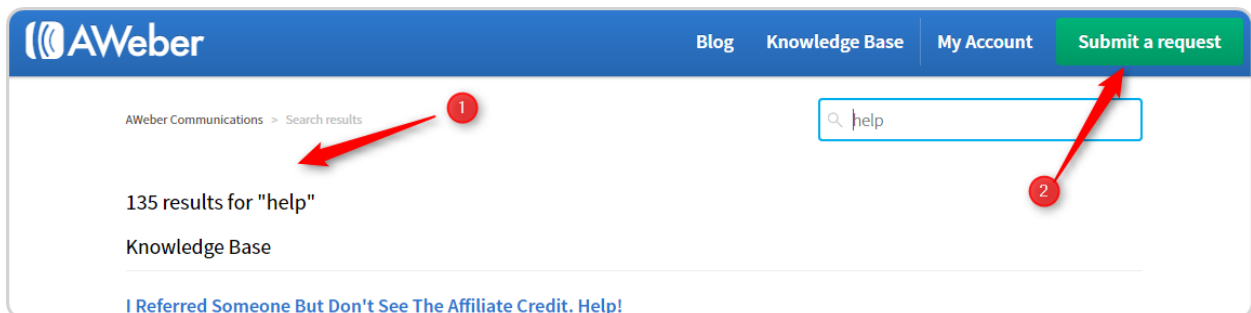 AWeber
Blog Knowledge Base My Account Submit a request
AWeber Communications > Search results
1
help
2
135 results for "help"
Knowledge Base
I Referred Someone But Don't See The Affiliate Credit. Help!